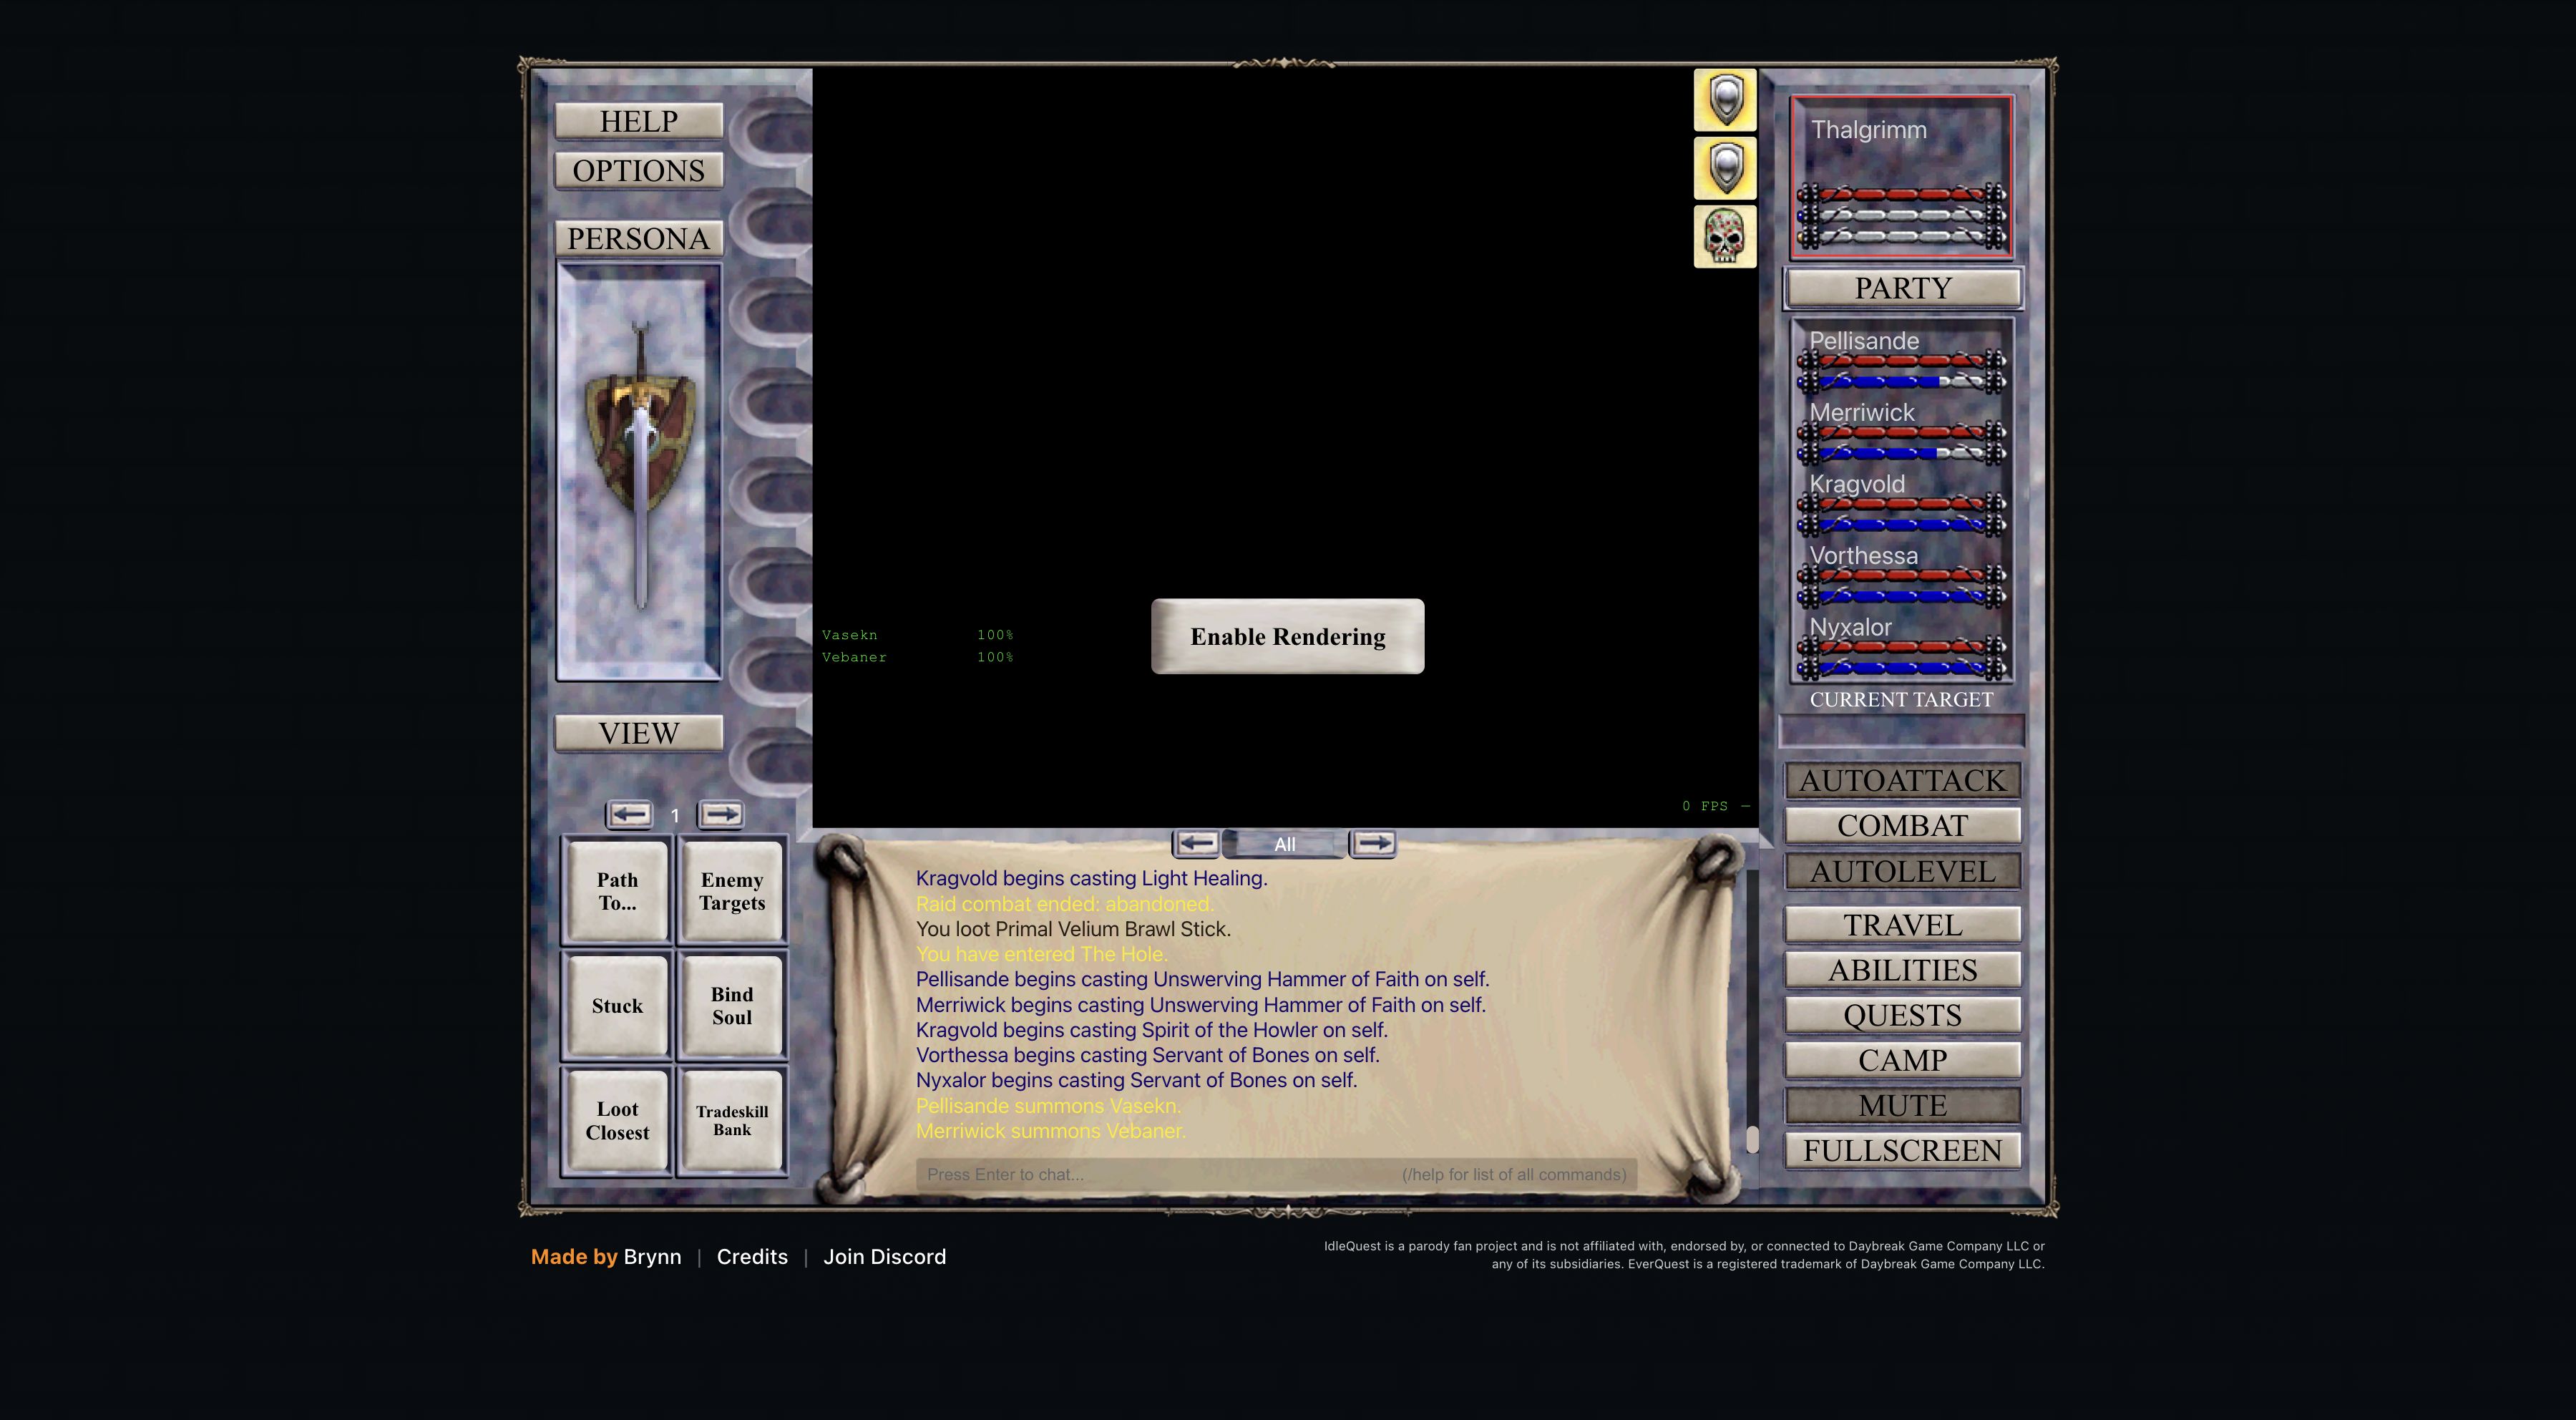 HELP
OPTIONS
PERSONA
VIEW
1
Path
To...
Enemy
Targets
Stuck
Bind
Soul
Loot
Closest
Tradeskill
Bank
Vasekn 100%
Vebaner 100%
Enable Rendering
0 FPS —
All
Kragvold begins casting Light Healing.
Raid combat ended: abandoned.
You loot Primal Velium Brawl Stick.
You have entered The Hole.
Pellisande begins casting Unswerving Hammer of Faith on self.
Merriwick begins casting Unswerving Hammer of Faith on self.
Kragvold begins casting Spirit of the Howler on self.
Vorthessa begins casting Servant of Bones on self.
Nyxalor begins casting Servant of Bones on self.
Pellisande summons Vasekn.
Merriwick summons Vebaner.
Press Enter to chat... (/help for list of all commands)
Thalgrimm
PARTY
Pellisande
Merriwick
Kragvold
Vorthessa
Nyxalor
CURRENT TARGET
AUTOATTACK
COMBAT
AUTOLEVEL
TRAVEL
ABILITIES
QUESTS
CAMP
MUTE
FULLSCREEN
Made by Brynn | Credits | Join Discord
IdleQuest is a parody fan project and is not affiliated with, endorsed by, or connected to Daybreak Game Company LLC or
any of its subsidiaries. EverQuest is a registered trademark of Daybreak Game Company LLC.